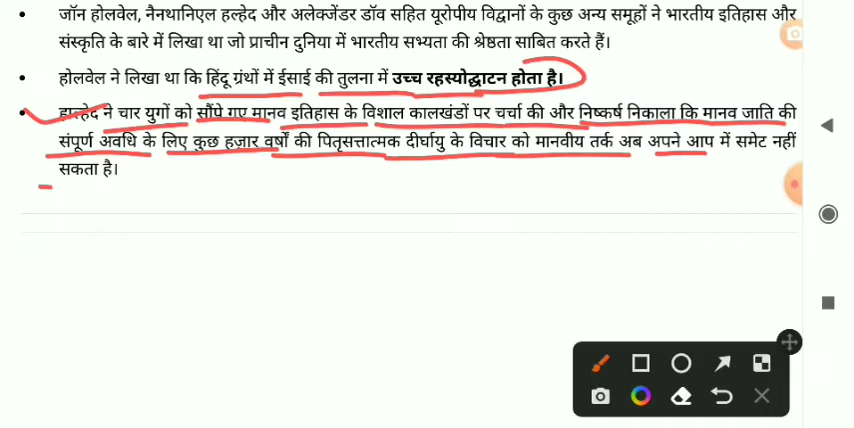 • जॉन होलवेल, नैनथानिएल हल्हेद और अलेक्जेंडर डॉव सहित यूरोपीय विद्वानों के कुछ अन्य समूहों ने भारतीय इतिहास और
संस्कृति के बारे में लिखा था जो प्राचीन दुनिया में भारतीय सभ्यता की श्रेष्ठता साबित करते हैं।
• होलवेल ने लिखा था कि हिंदू ग्रंथों में ईसाई की तुलना में उच्च रहस्योद्घाटन होता है।
• हाल्हेद ने चार युगों को सौंपे गए मानव इतिहास के विशाल कालखंडों पर चर्चा की और निष्कर्ष निकाला कि मानव जाति की
संपूर्ण अवधि के लिए कुछ हज़ार वर्षों की पितृसत्तात्मक दीर्घायु के विचार को मानवीय तर्क अब अपने आप में समेट नहीं
सकता है।